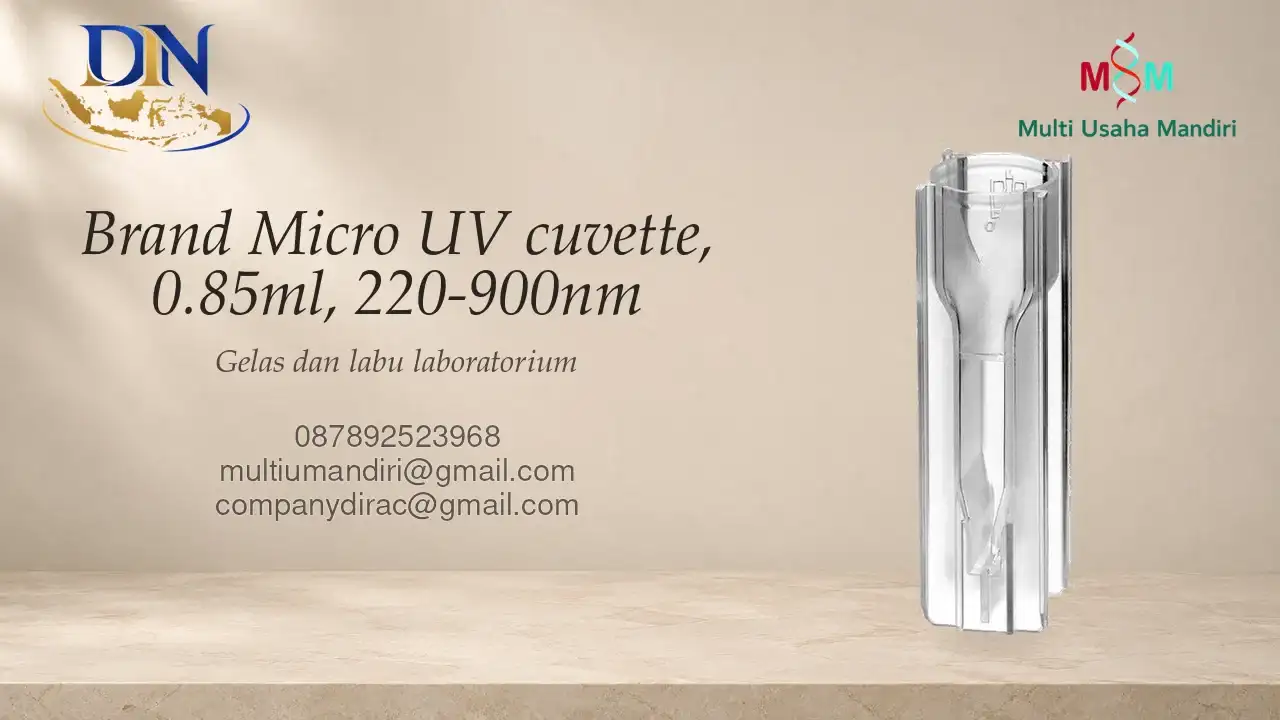 DN
MSM
Multi Usaha Mandiri
Brand Micro UV cuvette,
0.85ml, 220-900nm
Gelas dan labu laboratorium
087892523968
multiumandiri@gmail.com
companydirac@gmail.com